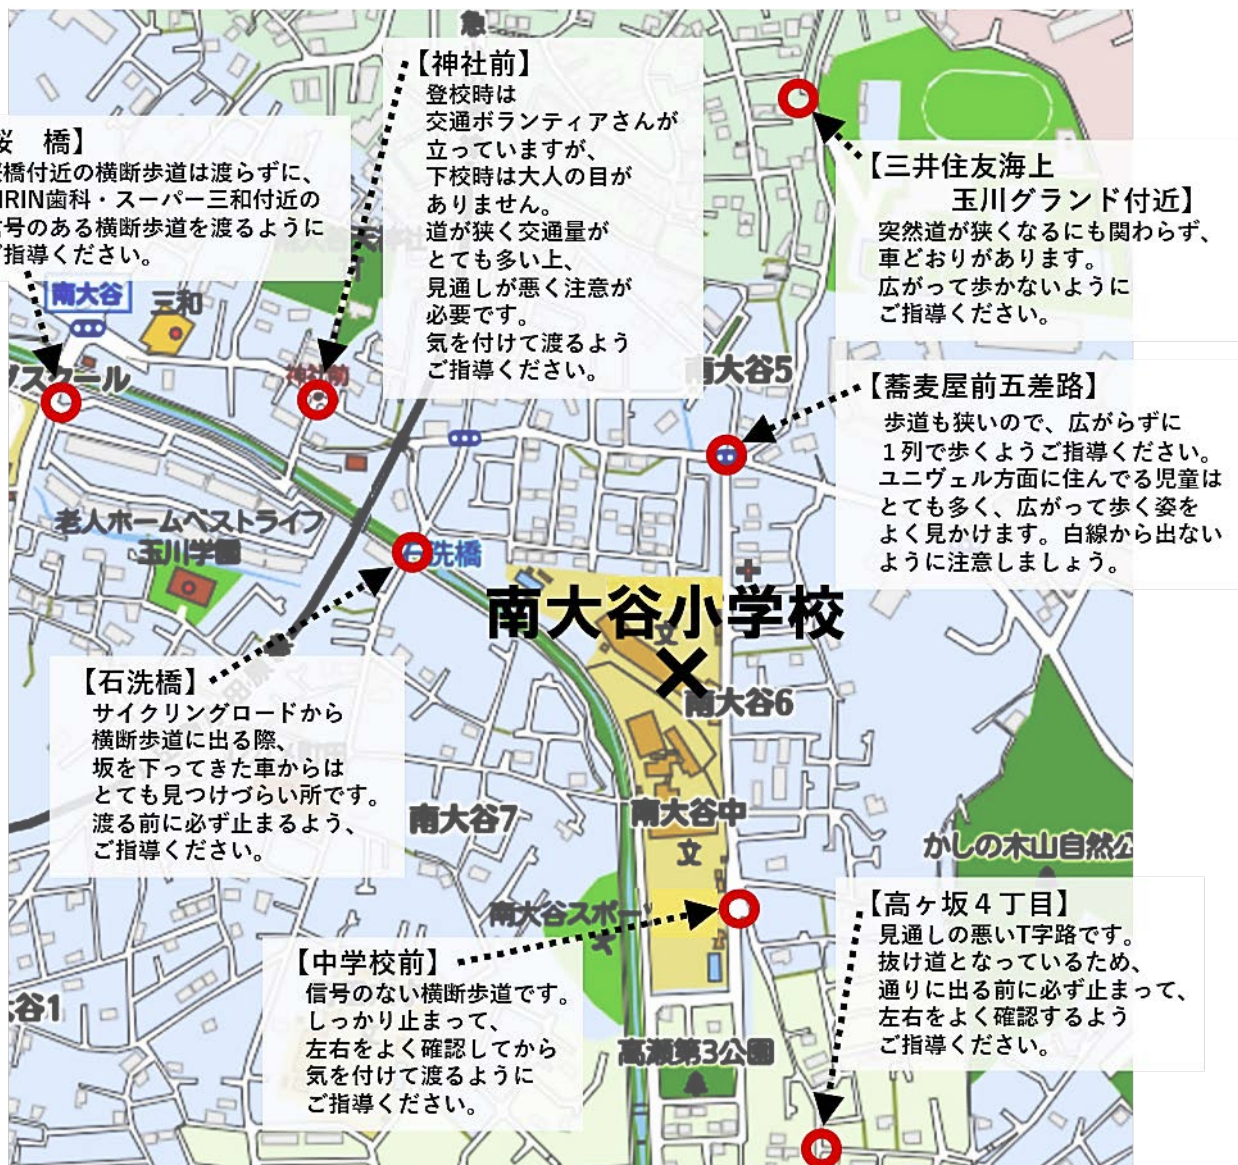 【神社前】
登校時は
交通ボランティアさんが
立っていますが、
下校時は大人の目が
ありません。
道が狭く交通量が
とても多い上、
見通しが悪く注意が
必要です。
気を付けて渡るよう
ご指導ください。
橋】
橋付近の横断歩道は渡らずに、
IRIN歯科・スーパー三和付近の
号のある横断歩道を渡るように
指導ください。
【三井住友海上
玉川グランド付近】
突然道が狭くなるにも関わらず、
車どおりがあります。
広がって歩かないように
ご指導ください。
南大谷
三和
スクール
神社前
南大谷5
【蕎麦屋前五差路】
歩道も狭いので、広がらずに
１列で歩くようご指導ください。
ユニヴェル方面に住んでる児童は
とても多く、広がって歩く姿を
よく見かけます。白線から出ない
ように注意しましょう。
老人ホームベストライフ
玉川学園
石洗橋
南大谷小学校
文
南大谷6
【石洗橋】
サイクリングロードから
横断歩道に出る際、
坂を下ってきた車からは
とても見つけづらい所です。
渡る前に必ず止まるよう、
ご指導ください。
南大谷7
南大谷中
文
かしの木山自然公
南大谷スポー
【中学校前】
信号のない横断歩道です。
しっかり止まって、
左右をよく確認してから
気を付けて渡るように
ご指導ください。
【高ヶ坂４丁目】
見通しの悪いT字路です。
抜け道となっているため、
通りに出る前に必ず止まって、
左右をよく確認するよう
ご指導ください。
谷1
高瀬第3公園